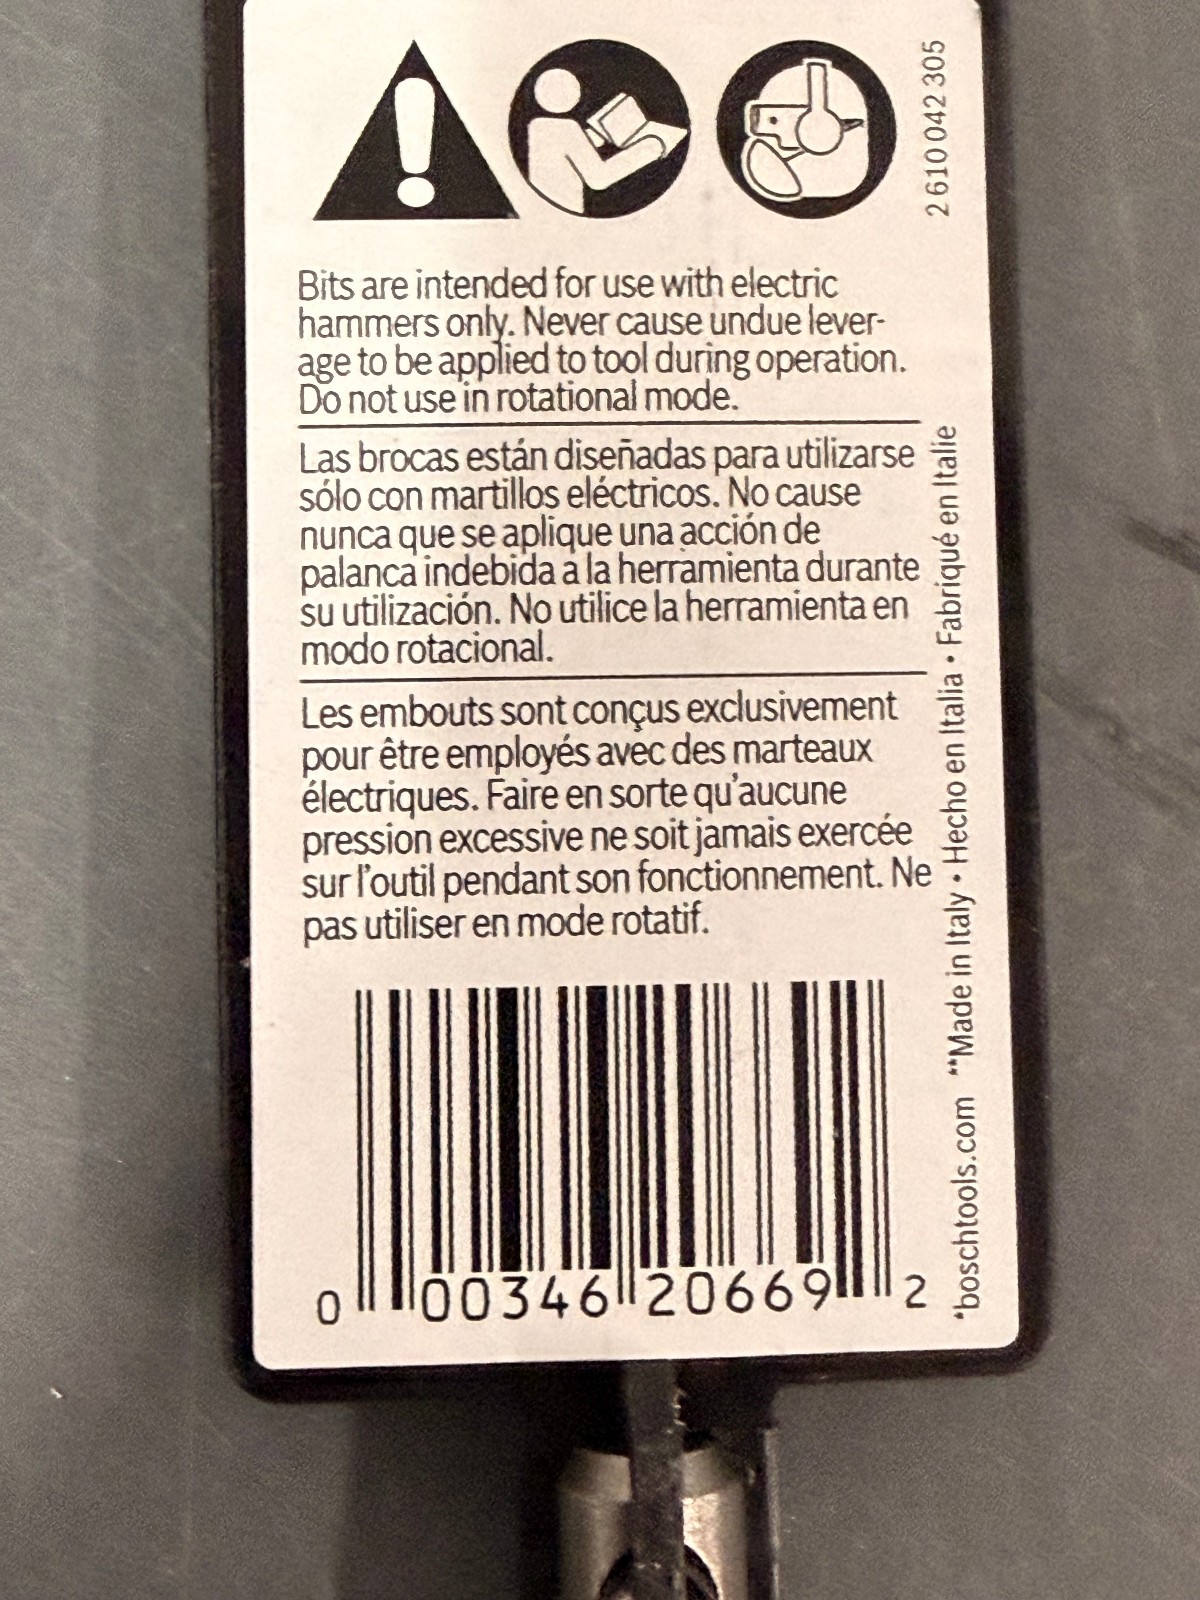 2 610 042 305
Bits are intended for use with electric
hammers only. Never cause undue lever-
age to be applied to tool during operation.
Do not use in rotational mode.
Las brocas están diseñadas para utilizarse
sólo con martillos eléctricos. No cause
nunca que se aplique una acción de
palanca indebida a la herramienta durante
su utilización. No utilice la herramienta en
modo rotacional.
Les embouts sont conçus exclusivement
pour être employés avec des marteaux
électriques. Faire en sorte qu'aucune
pression excessive ne soit jamais exercée
sur l'outil pendant son fonctionnement. Ne
pas utiliser en mode rotatif.
*boschtools.com **Made in Italy • Hecho en Italia • Fabriqué en Italie
0 00346 20669 2